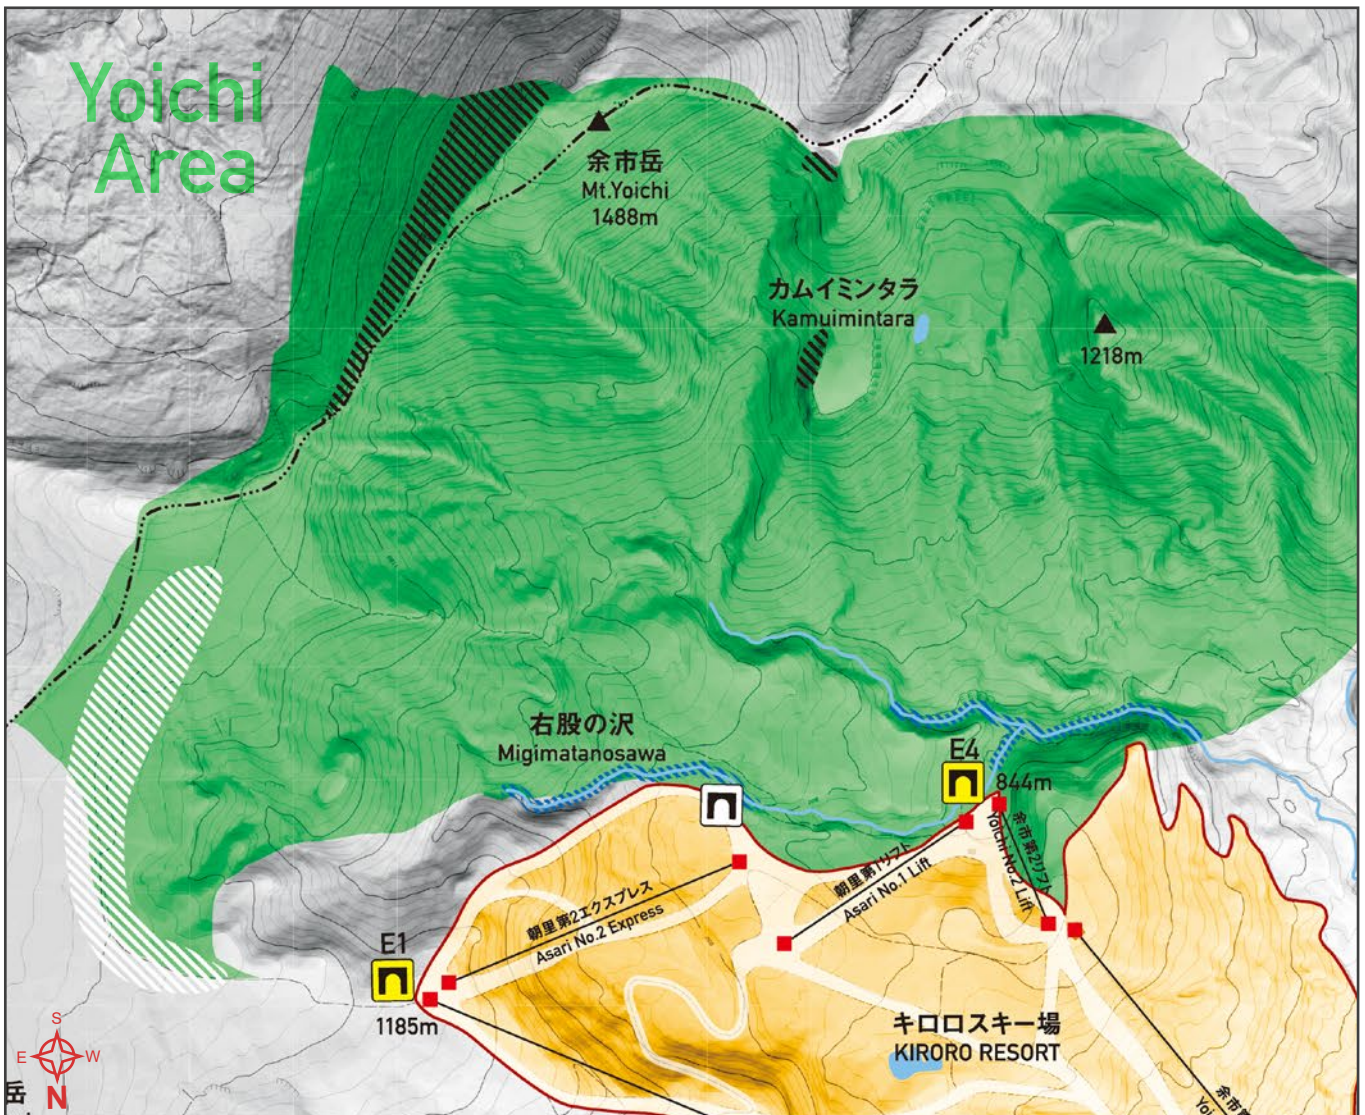 Yoichi
Area
余市岳
Mt.Yoichi
1488m
カムイミンタラ
Kamuimintara
1218m
右股の沢
Migimatanosawa
E4
844m
余市第2リフト
Yoichi No.2 Lift
朝里第1リフト
Asari No.1 Lift
朝里第2エクスプレス
Asari No.2 Express
E1
1185m
キロロスキー場
KIRORO RESORT
S
E
W
N
岳
余市
Yoi